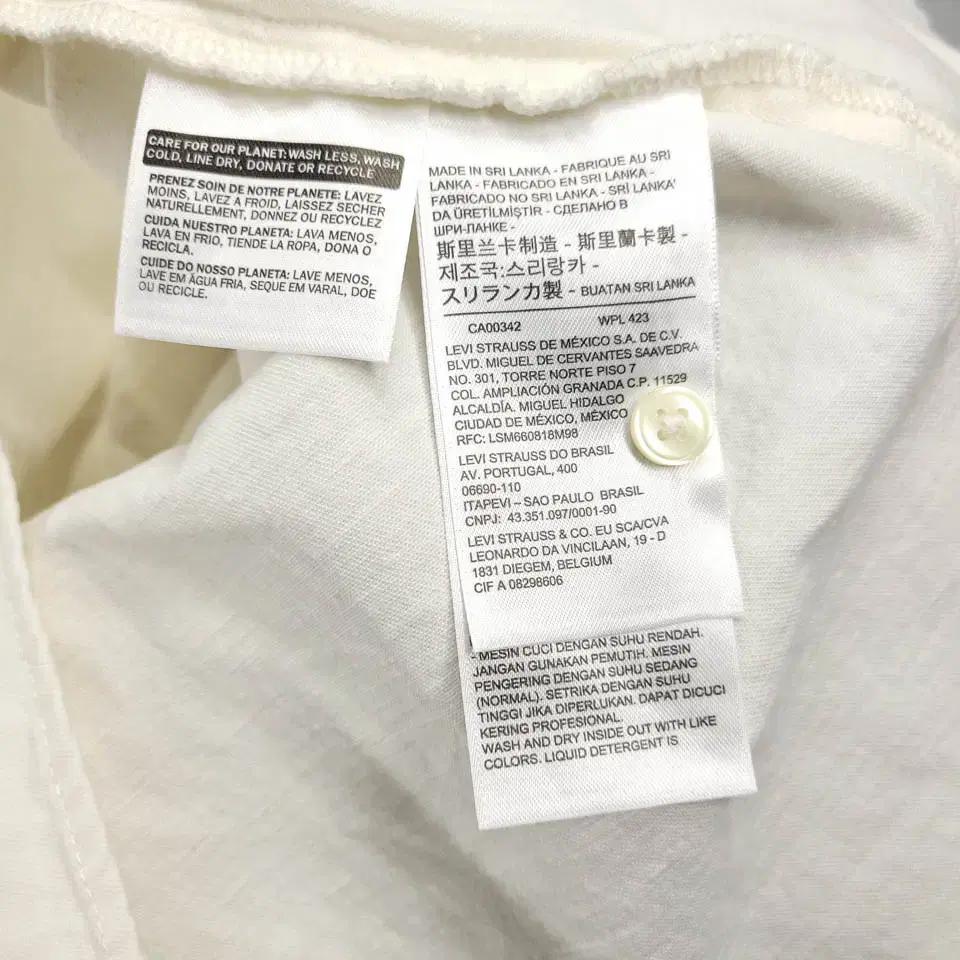 CARE FOR OUR PLANET: WASH LESS, WASH
COLD, LINE DRY, DONATE OR RECYCLE
PRENEZ SOIN DE NOTRE PLANETE: LAVEZ
MOINS, LAVEZ A FROID, LAISSEZ SECHER
NATURELLEMENT, DONNEZ OU RECYCLEZ
CUIDA NUESTRO PLANETA: LAVA MENOS,
LAVA EN FRIO, TIENDE LA ROPA, DONA O
RECICLA.
CUIDE DO NOSSO PLANETA: LAVE MENOS,
LAVE EM ÁGUA FRIA, SEQUE EM VARAL, DOE
OU RECICLE.
MADE IN SRI LANKA - FABRIQUE AU SRI
LANKA - FABRICADO EN SRI LANKA -
FABRICADO NO SRI LANKA - SRİ LANKA'
DA ÜRETİLMİŞTİR - СДЕЛАНО В
ШРИ-ЛАНКЕ -
斯里兰卡制造 - 斯里蘭卡製 -
제조국:스리랑카 -
スリランカ製 - BUATAN SRI LANKA
CA00342 WPL 423
LEVI STRAUSS DE MÉXICO S.A. DE C.V.
BLVD. MIGUEL DE CERVANTES SAAVEDRA
NO. 301, TORRE NORTE PISO 7
COL. AMPLIACIÓN GRANADA C.P. 11529
ALCALDÍA. MIGUEL HIDALGO
CIUDAD DE MÉXICO, MÉXICO
RFC: LSM660818M98
LEVI STRAUSS DO BRASIL
AV. PORTUGAL, 400
06690-110
ITAPEVI – SAO PAULO BRASIL
CNPJ: 43.351.097/0001-90
LEVI STRAUSS & CO. EU SCA/CVA
LEONARDO DA VINCILAAN, 19 - D
1831 DIEGEM, BELGIUM
CIF A 08298606
- MESIN CUCI DENGAN SUHU RENDAH.
JANGAN GUNAKAN PEMUTIH. MESIN
PENGERING DENGAN SUHU SEDANG
(NORMAL). SETRIKA DENGAN SUHU
TINGGI JIKA DIPERLUKAN. DAPAT DICUCI
KERING PROFESIONAL.
WASH AND DRY INSIDE OUT WITH LIKE
COLORS. LIQUID DETERGENT IS